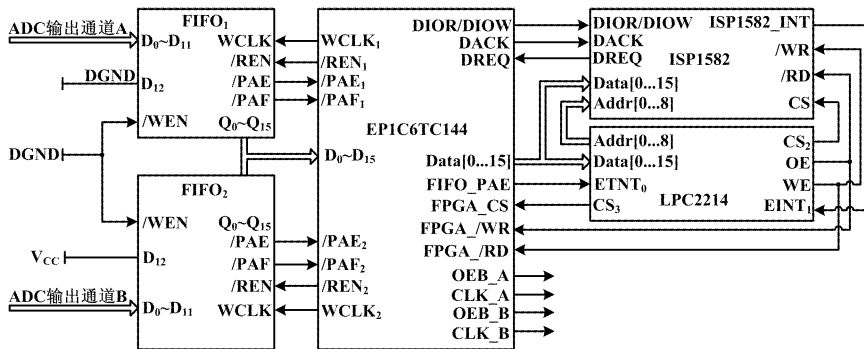 ADC输出通道A
FIFO₁
D₀~D₁₁
WCLK
/REN
DGND
D₁₂
/PAE
/PAF
/WEN
Q₀~Q₁₅
DGND
FIFO₂
/WEN
Q₀~Q₁₅
/PAE
V_CC
D₁₂
/PAF
/REN
ADC输出通道B
D₀~D₁₁
WCLK
WCLK₁
/REN₁
/PAE₁
/PAF₁
EP1C6TC144
D₀~D₁₅
/PAE₂
/PAF₂
/REN₂
WCLK₂
DIOR/DIOW
DACK
DREQ
Data[0...15]
FIFO_PAE
FPGA_CS
FPGA_/WR
FPGA_/RD
OEB_A
CLK_A
OEB_B
CLK_B
DIOR/DIOW
ISP1582_INT
DACK
/WR
DREQ
ISP1582
/RD
Data[0...15]
Addr[0...8]
CS
Addr[0...8]
CS₂
Data[0...15]
OE
ETNT₀
WE
LPC2214
CS₃
EINT₁